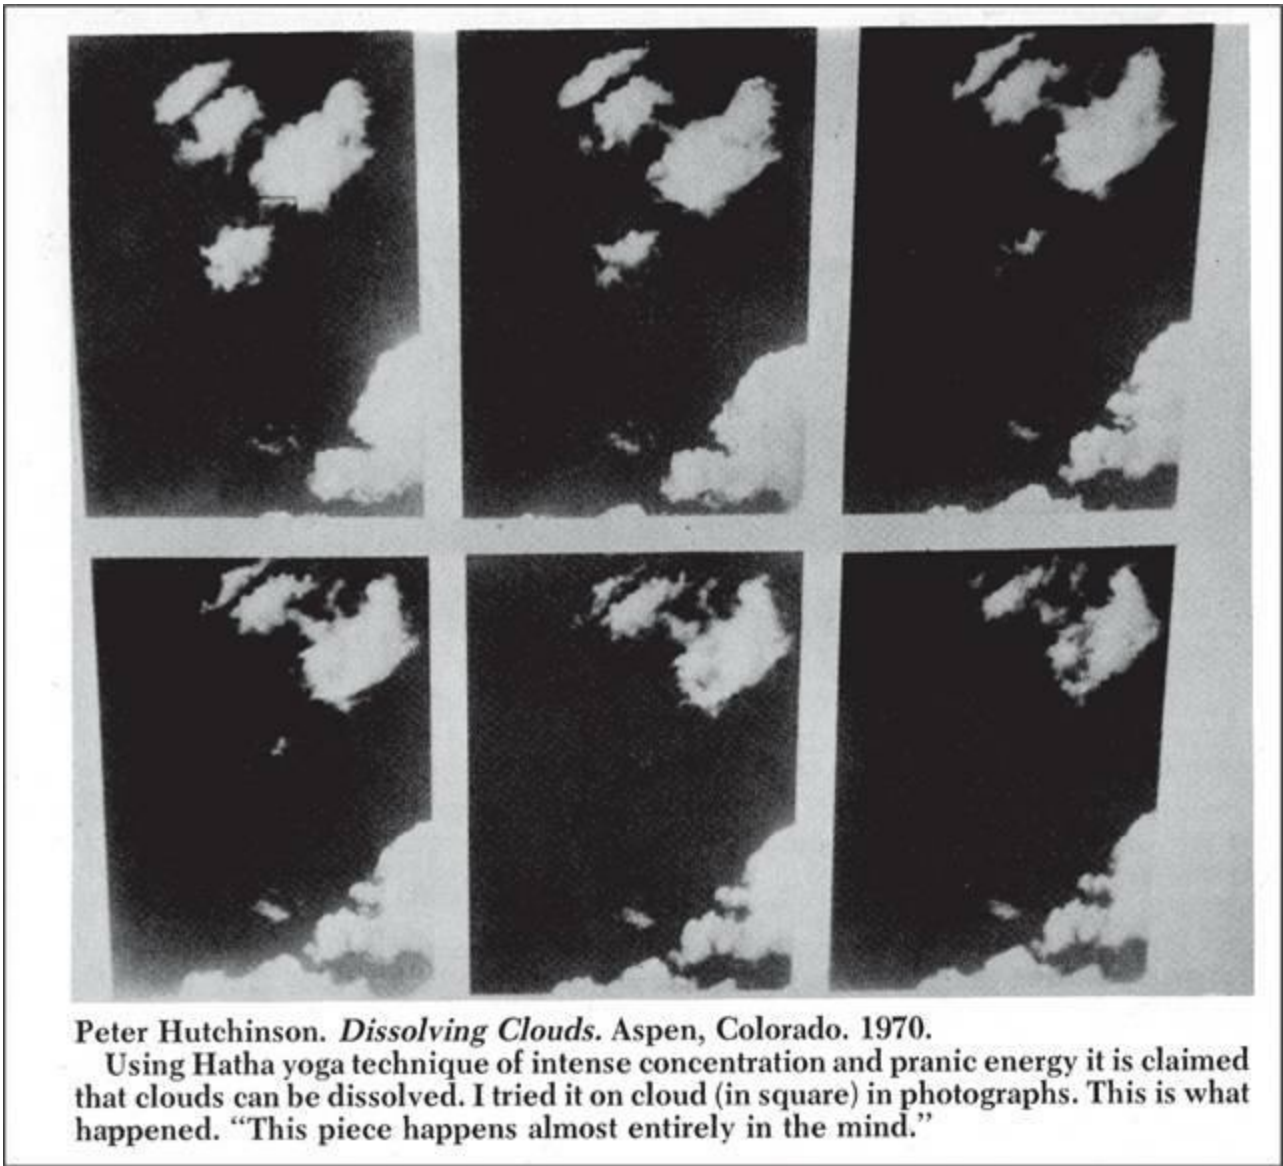 Peter Hutchinson. Dissolving Clouds. Aspen, Colorado. 1970.
Using Hatha yoga technique of intense concentration and pranic energy it is claimed
that clouds can be dissolved. I tried it on cloud (in square) in photographs. This is what
happened. “This piece happens almost entirely in the mind.”